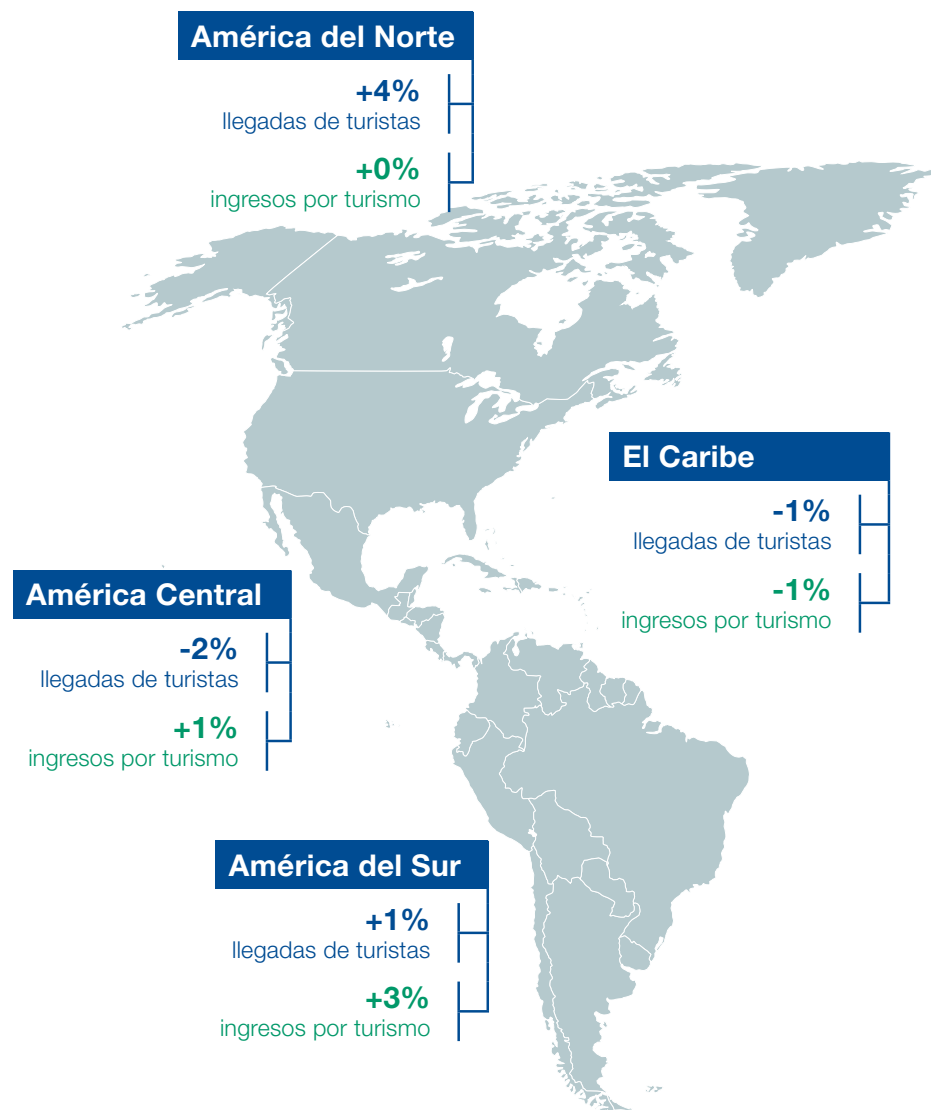 América del Norte
+4%
llegadas de turistas
+0%
ingresos por turismo
El Caribe
-1%
llegadas de turistas
-1%
ingresos por turismo
América Central
-2%
llegadas de turistas
+1%
ingresos por turismo
América del Sur
+1%
llegadas de turistas
+3%
ingresos por turismo